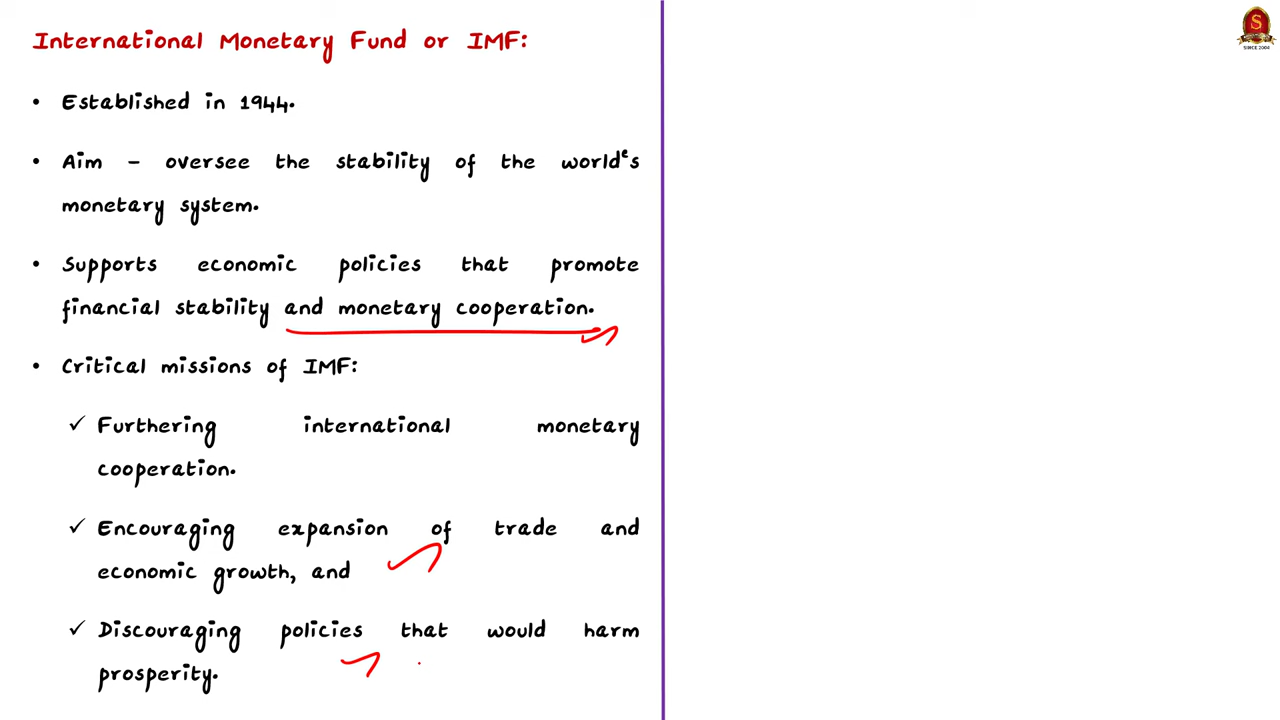 International Monetary Fund or IMF:
• Established in 1944.
• Aim – oversee the stability of the world's
monetary system.
• Supports economic policies that promote
financial stability and monetary cooperation.
• Critical missions of IMF:
✓ Furthering international monetary
cooperation.
✓ Encouraging expansion of trade and
economic growth, and
✓ Discouraging policies that would harm
prosperity.
S
SINCE 2004